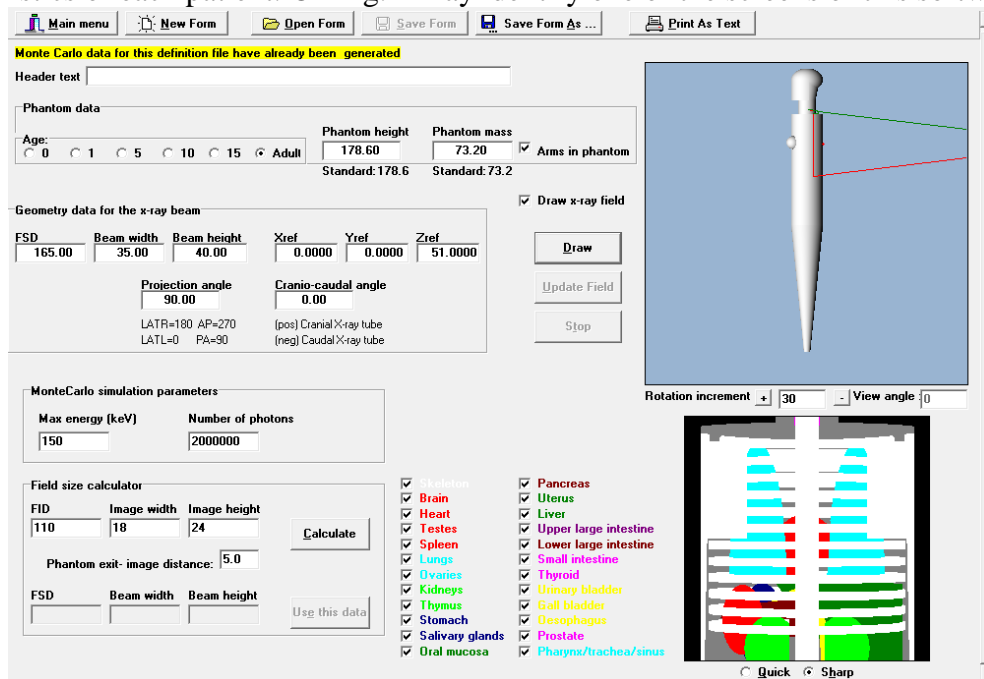 Main menu New Form Open Form Save Form Save Form As ... Print As Text
Monte Carlo data for this definition file have already been generated
Header text
Phantom data
Age:
0 1 5 10 15 Adult
Phantom height Phantom mass
178.60 73.20 Arms in phantom
Standard: 178.6 Standard: 73.2
Draw x-ray field
Geometry data for the x-ray beam
FSD Beam width Beam height Xref Yref Zref
165.00 35.00 40.00 0.0000 0.0000 51.0000
Draw
Projection angle Cranio-caudal angle
90.00 0.00
Update Field
LATR=180 AP=270 (pos) Cranial X-ray tube
LATL=0 PA=90 (neg) Caudal X-ray tube
Stop
Rotation increment + 30 - View angle : 0
MonteCarlo simulation parameters
Max energy (keV) Number of photons
150 2000000
Field size calculator
FID Image width Image height
110 18 24
Calculate
Phantom exit- image distance: 5.0
FSD Beam width Beam height
Use this data
Skeleton Pancreas
Brain Uterus
Heart Liver
Testes Upper large intestine
Spleen Lower large intestine
Lungs Small intestine
Ovaries Thyroid
Kidneys Urinary bladder
Thymus Gall bladder
Stomach Oesophagus
Salivary glands Prostate
Oral mucosa Pharynx/trachea/sinus
Quick Sharp